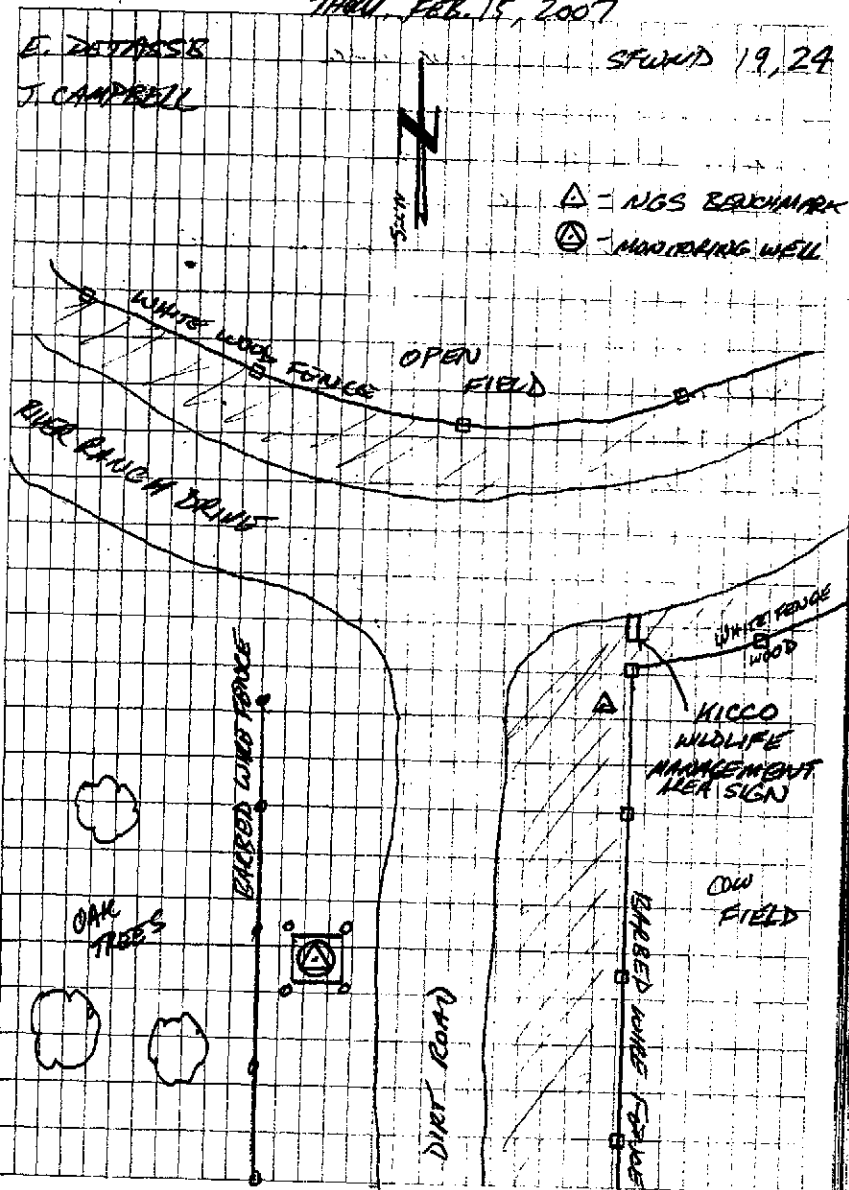 THRU. FEB. 15, 2007
E. DETASSB
J. CAMPBELL
SFWMD 19,24
N.T.S.
△ = NGS BENCHMARK
- MONITORING WELL
WHITE WOOD FENCE
OPEN
FIELD
RIVER RANCH DRIVE
WHITE FENCE
WOOD
KICCO
WILDLIFE
MANAGEMENT
AREA SIGN
BARBED WIRE FENCE
OAK
TREES
COW
FIELD
DIRT ROAD
BARBED WIRE FENCE